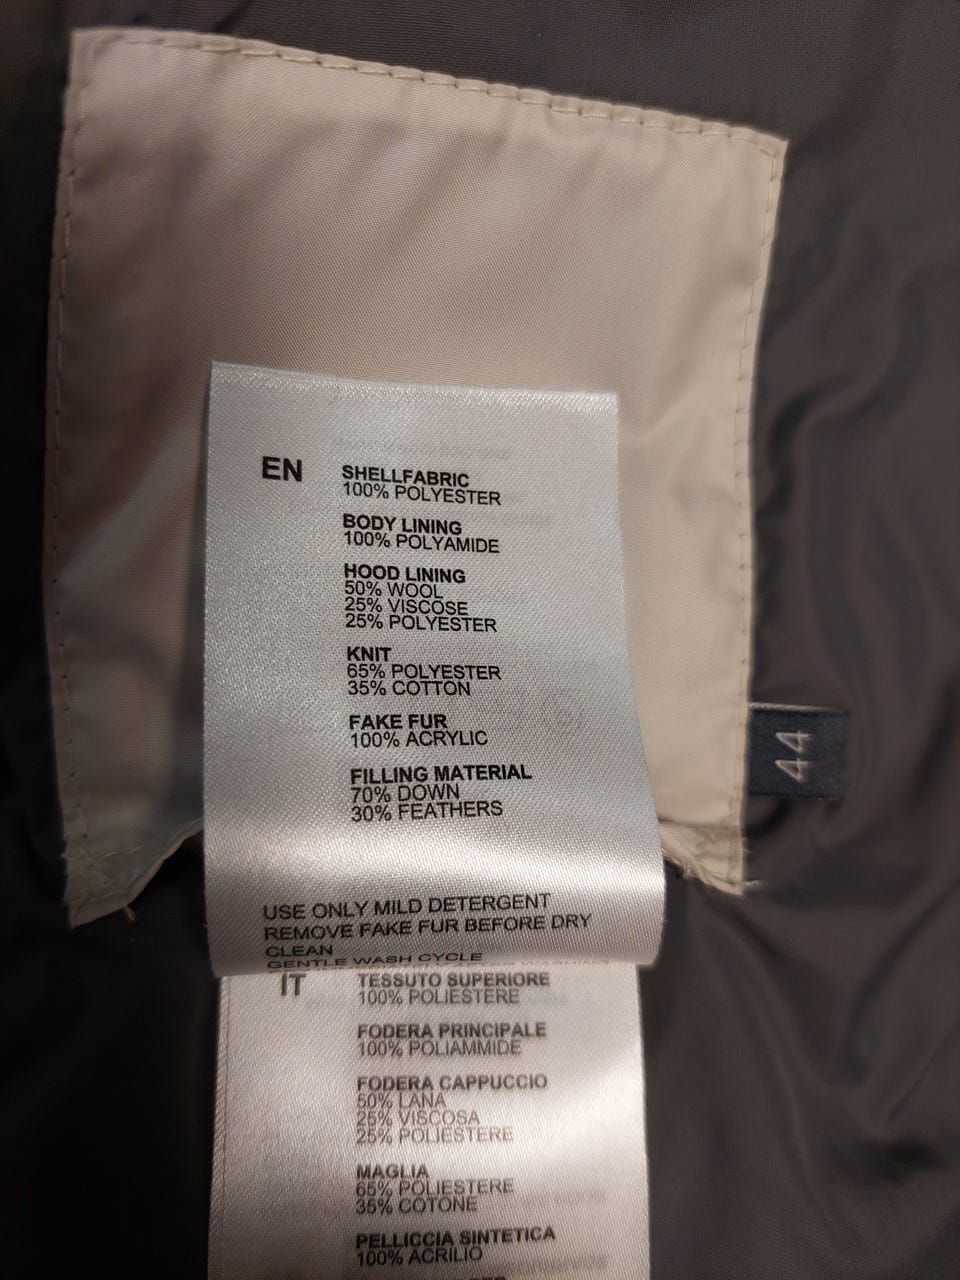 EN
SHELLFABRIC
100% POLYESTER
BODY LINING
100% POLYAMIDE
HOOD LINING
50% WOOL
25% VISCOSE
25% POLYESTER
KNIT
65% POLYESTER
35% COTTON
FAKE FUR
100% ACRYLIC
FILLING MATERIAL
70% DOWN
30% FEATHERS
USE ONLY MILD DETERGENT
REMOVE FAKE FUR BEFORE DRY
CLEAN
GENTLE WASH CYCLE
44
IT
TESSUTO SUPERIORE
100% POLIESTERE
FODERA PRINCIPALE
100% POLIAMMIDE
FODERA CAPPUCCIO
50% LANA
25% VISCOSA
25% POLIESTERE
MAGLIA
65% POLIESTERE
35% COTONE
PELLICCIA SINTETICA
100% ACRILIO